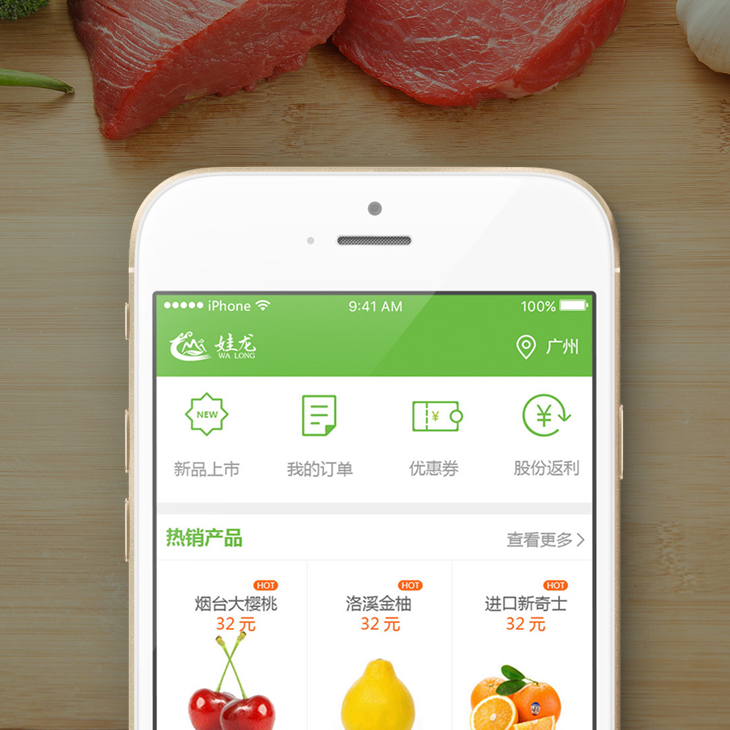 iPhone 9:41 AM 100%
娃龙
WA LONG
广州
NEW
新品上市 我的订单 优惠券 股份返利
热销产品 查看更多
HOT HOT HOT
烟台大樱桃 洛溪金柚 进口新奇士
32 元 32 元 32 元